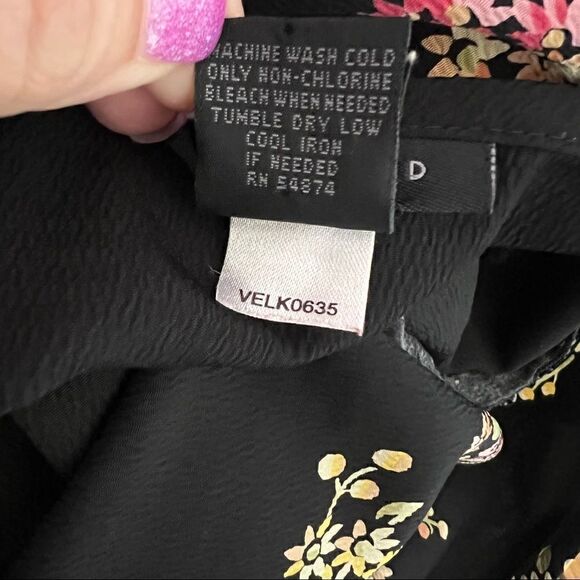 MACHINE WASH COLD
ONLY NON-CHLORINE
BLEACH WHEN NEEDED
TUMBLE DRY LOW
COOL IRON
IF NEEDED
RN 54874
D
VELK0635